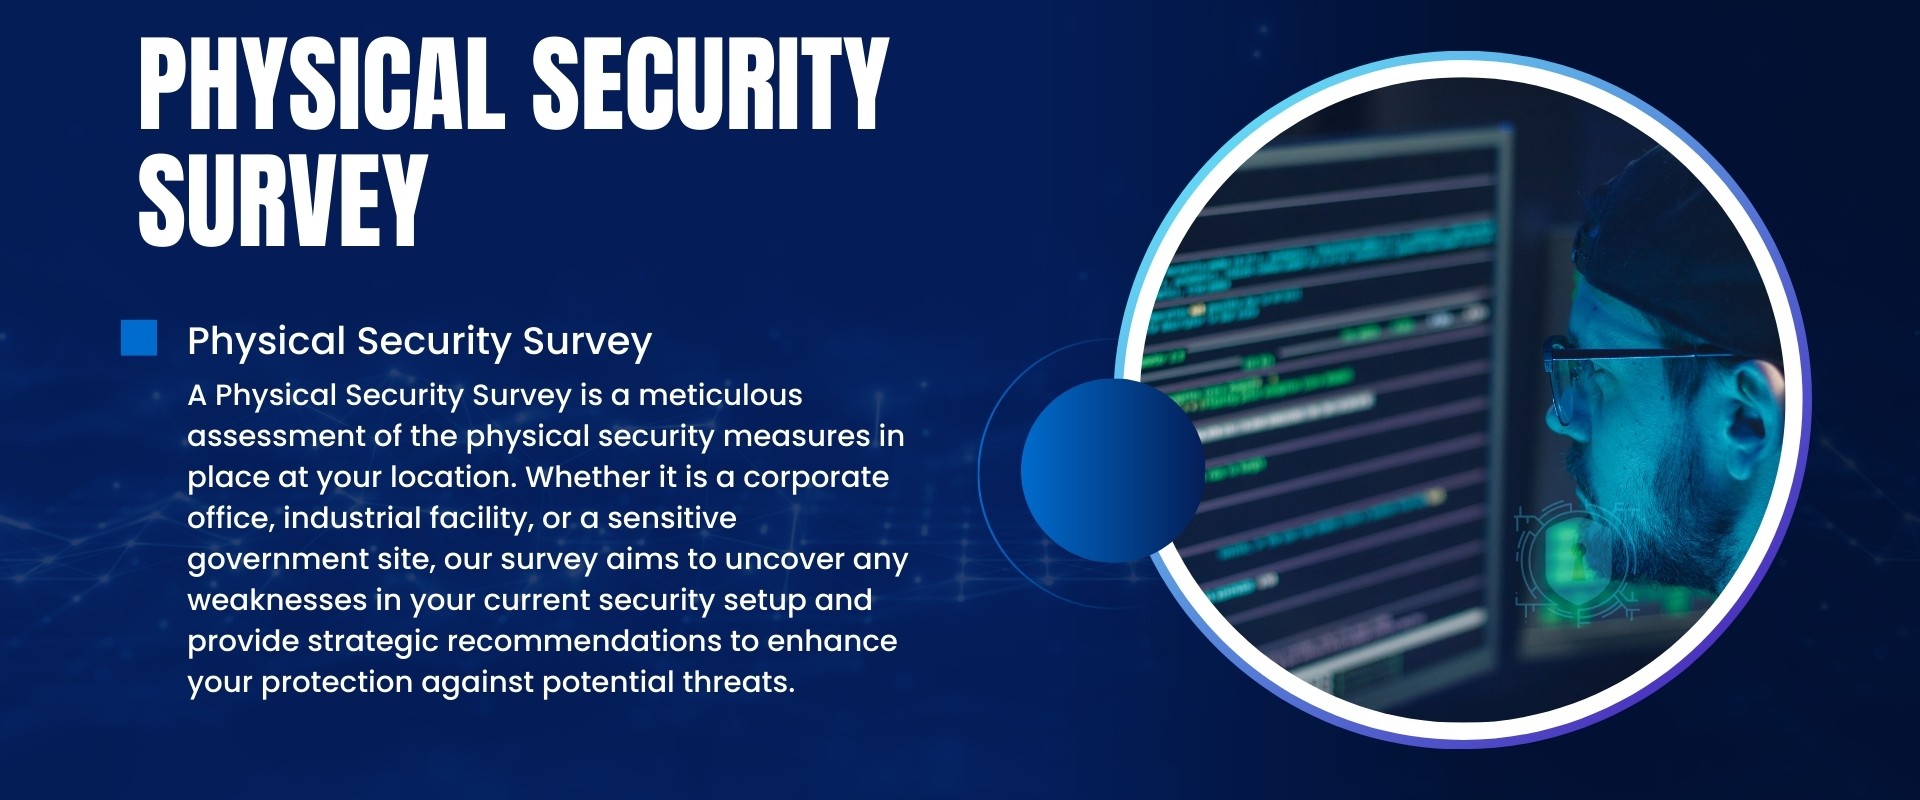 PHYSICAL SECURITY
SURVEY
Physical Security Survey
A Physical Security Survey is a meticulous
assessment of the physical security measures in
place at your location. Whether it is a corporate
office, industrial facility, or a sensitive
government site, our survey aims to uncover any
weaknesses in your current security setup and
provide strategic recommendations to enhance
your protection against potential threats.